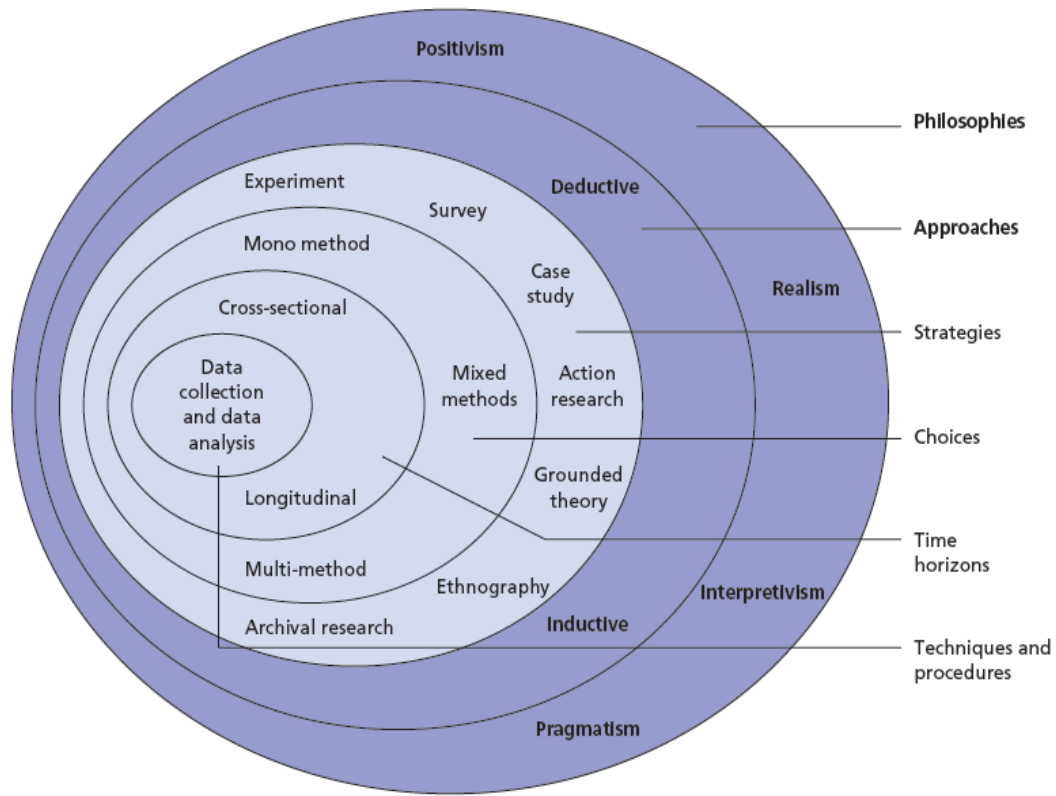 Positivism
Philosophies
Experiment
Deductive
Survey
Approaches
Mono method
Case
study
Realism
Cross-sectional
Strategies
Data
collection
and data
analysis
Mixed
methods
Action
research
Choices
Grounded
theory
Longitudinal
Time
horizons
Multi-method
Ethnography
Interpretivism
Archival research
Inductive
Techniques and
procedures
Pragmatism